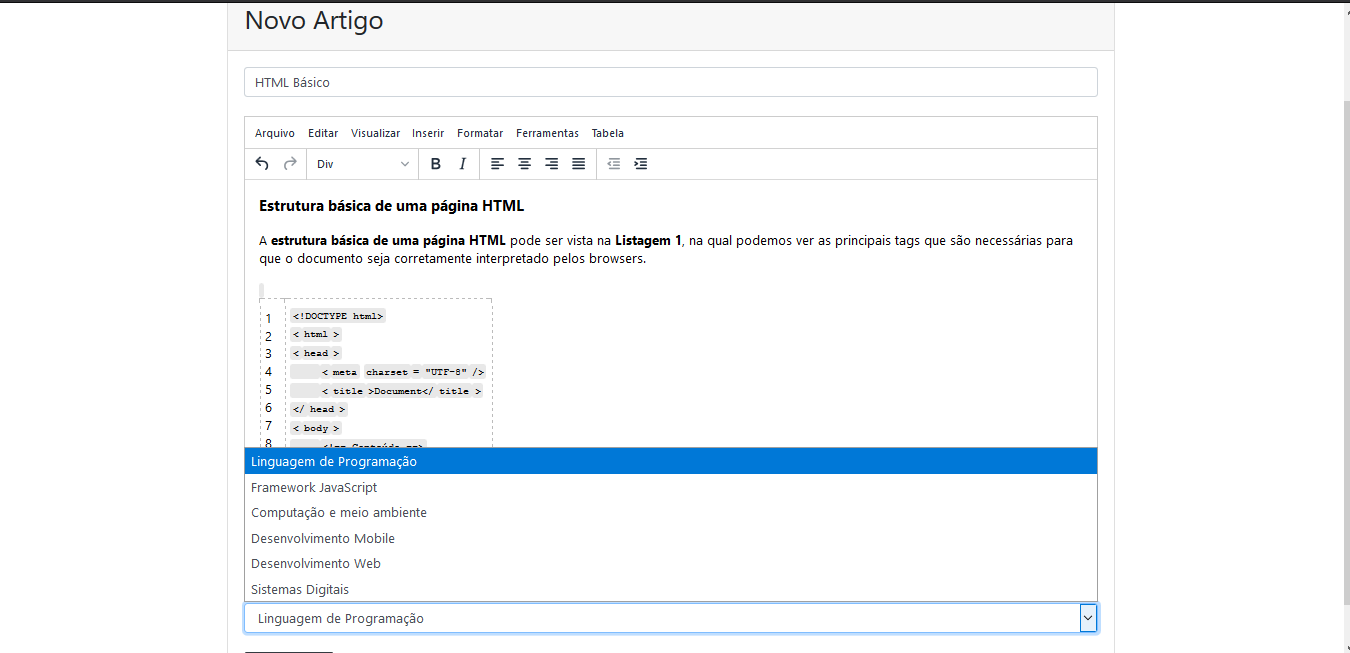 Novo Artigo
HTML Básico
Arquivo Editar Visualizar Inserir Formatar Ferramentas Tabela
Div B I
Estrutura básica de uma página HTML
A estrutura básica de uma página HTML pode ser vista na Listagem 1, na qual podemos ver as principais tags que são necessárias para
que o documento seja corretamente interpretado pelos browsers.
1 <!DOCTYPE html>
2 < html >
3 < head >
4 < meta charset = "UTF-8" />
5 < title >Document</ title >
6 </ head >
7 < body >
8 <!-- Conteúdo -->
Linguagem de Programação
Framework JavaScript
Computação e meio ambiente
Desenvolvimento Mobile
Desenvolvimento Web
Sistemas Digitais
Linguagem de Programação